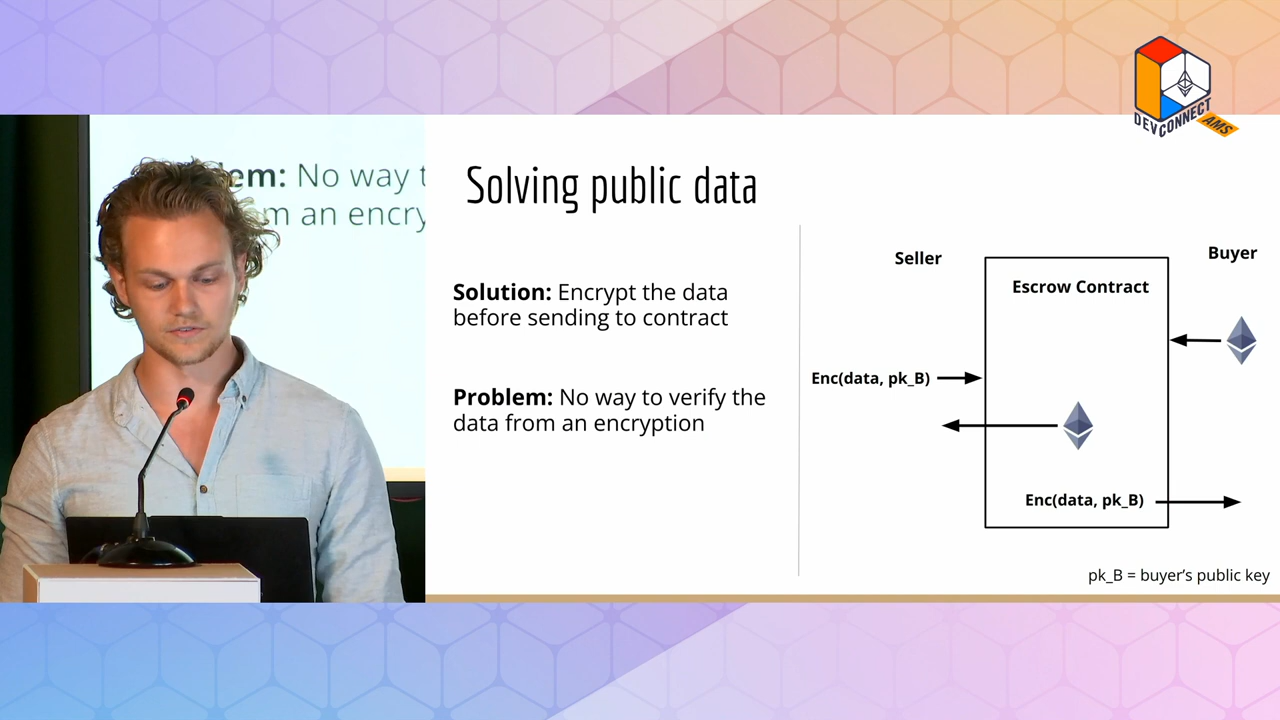 DEVCONNECT
AMS
em: No way t
m an encry
Solving public data
Solution: Encrypt the data
before sending to contract
Problem: No way to verify the
data from an encryption
Seller
Buyer
Escrow Contract
Enc(data, pk_B)
Enc(data, pk_B)
pk_B = buyer's public key